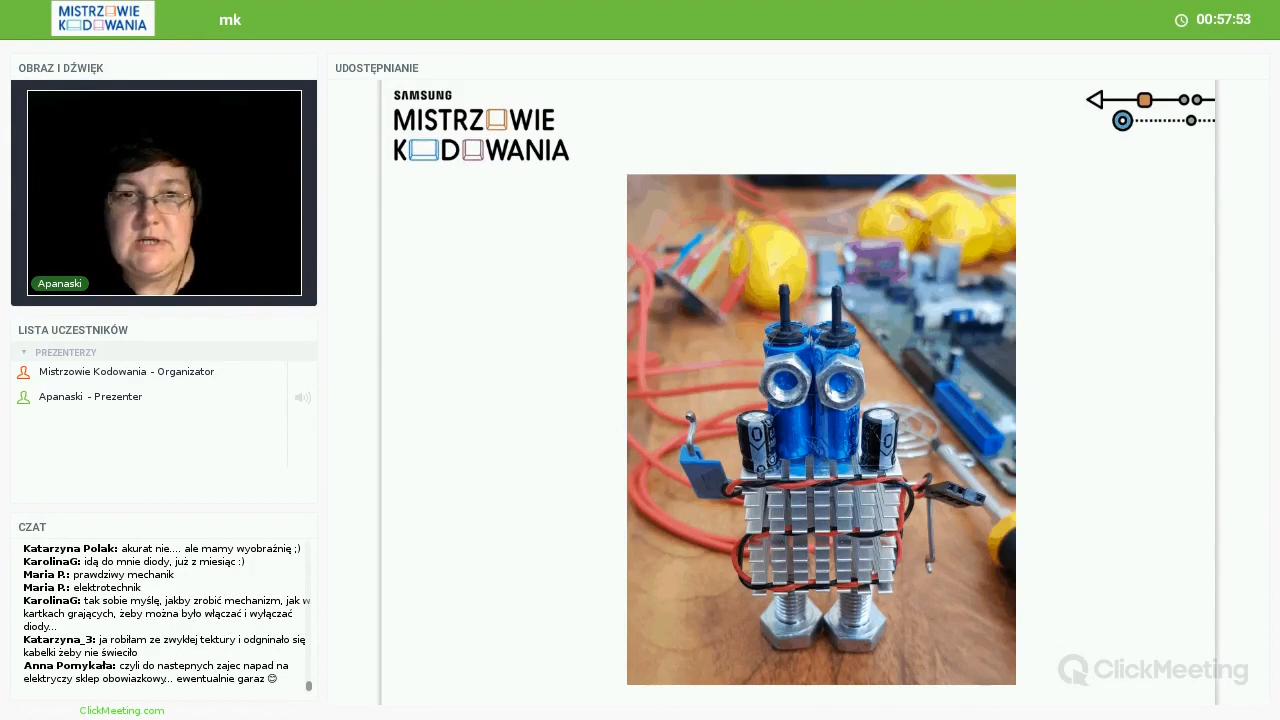 MISTRZOWIE
KODOWANIA
mk
00:57:53
OBRAZ I DŹWIĘK
Apanaski
LISTA UCZESTNIKÓW
PREZENTERZY
Mistrzowie Kodowania - Organizator
Apanaski - Prezenter
CZAT
Katarzyna Polak: akurat nie.... ale mamy wyobraźnię ;)
KarolinaG: idą do mnie diody, już z miesiąc :)
Maria P.: prawdziwy mechanik
Maria P.: elektrotechnik
KarolinaG: tak sobie myślę, jakby zrobić mechanizm, jak w
kartkach grających, żeby można było włączać i wyłączać
diody...
Katarzyna_3: ja robiłam ze zwykłej tektury i odgninało się
kabelki żeby nie świeciło
Anna Pomykała: czyli do nastepnych zajec napad na
elektryczy sklep obowiazkowy... ewentualnie garaz 😊
ClickMeeting.com
UDOSTĘPNIANIE
SAMSUNG
MISTRZOWIE
KODOWANIA
ClickMeeting